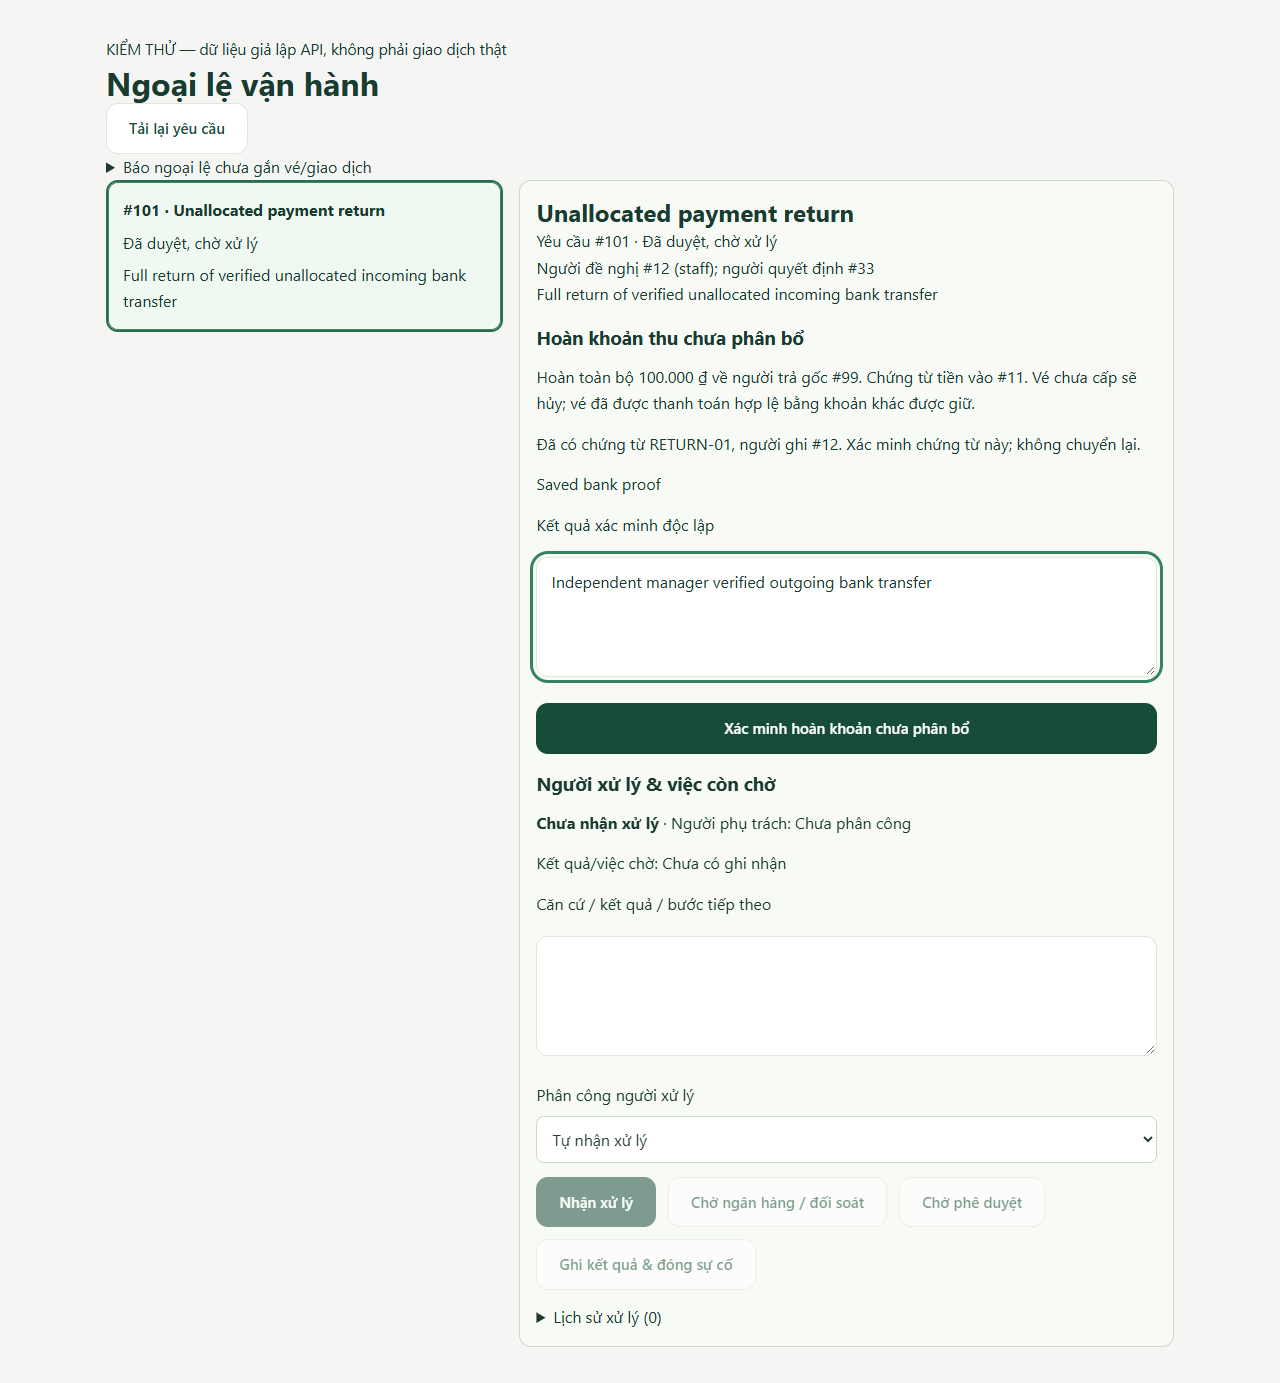 KIỂM THỬ — dữ liệu giả lập API, không phải giao dịch thật
Ngoại lệ vận hành
Tải lại yêu cầu
Báo ngoại lệ chưa gắn vé/giao dịch
#101 · Unallocated payment return
Đã duyệt, chờ xử lý
Full return of verified unallocated incoming bank
transfer
Unallocated payment return
Yêu cầu #101 · Đã duyệt, chờ xử lý
Người đề nghị #12 (staff); người quyết định #33
Full return of verified unallocated incoming bank transfer
Hoàn khoản thu chưa phân bổ
Hoàn toàn bộ 100.000 ₫ về người trả gốc #99. Chứng từ tiền vào #11. Vé chưa cấp sẽ
hủy; vé đã được thanh toán hợp lệ bằng khoản khác được giữ.
Đã có chứng từ RETURN-01, người ghi #12. Xác minh chứng từ này; không chuyển lại.
Saved bank proof
Kết quả xác minh độc lập
Independent manager verified outgoing bank transfer
Xác minh hoàn khoản chưa phân bổ
Người xử lý & việc còn chờ
Chưa nhận xử lý · Người phụ trách: Chưa phân công
Kết quả/việc chờ: Chưa có ghi nhận
Căn cứ / kết quả / bước tiếp theo
Phân công người xử lý
Tự nhận xử lý
Nhận xử lý
Chờ ngân hàng / đối soát
Chờ phê duyệt
Ghi kết quả & đóng sự cố
Lịch sử xử lý (0)